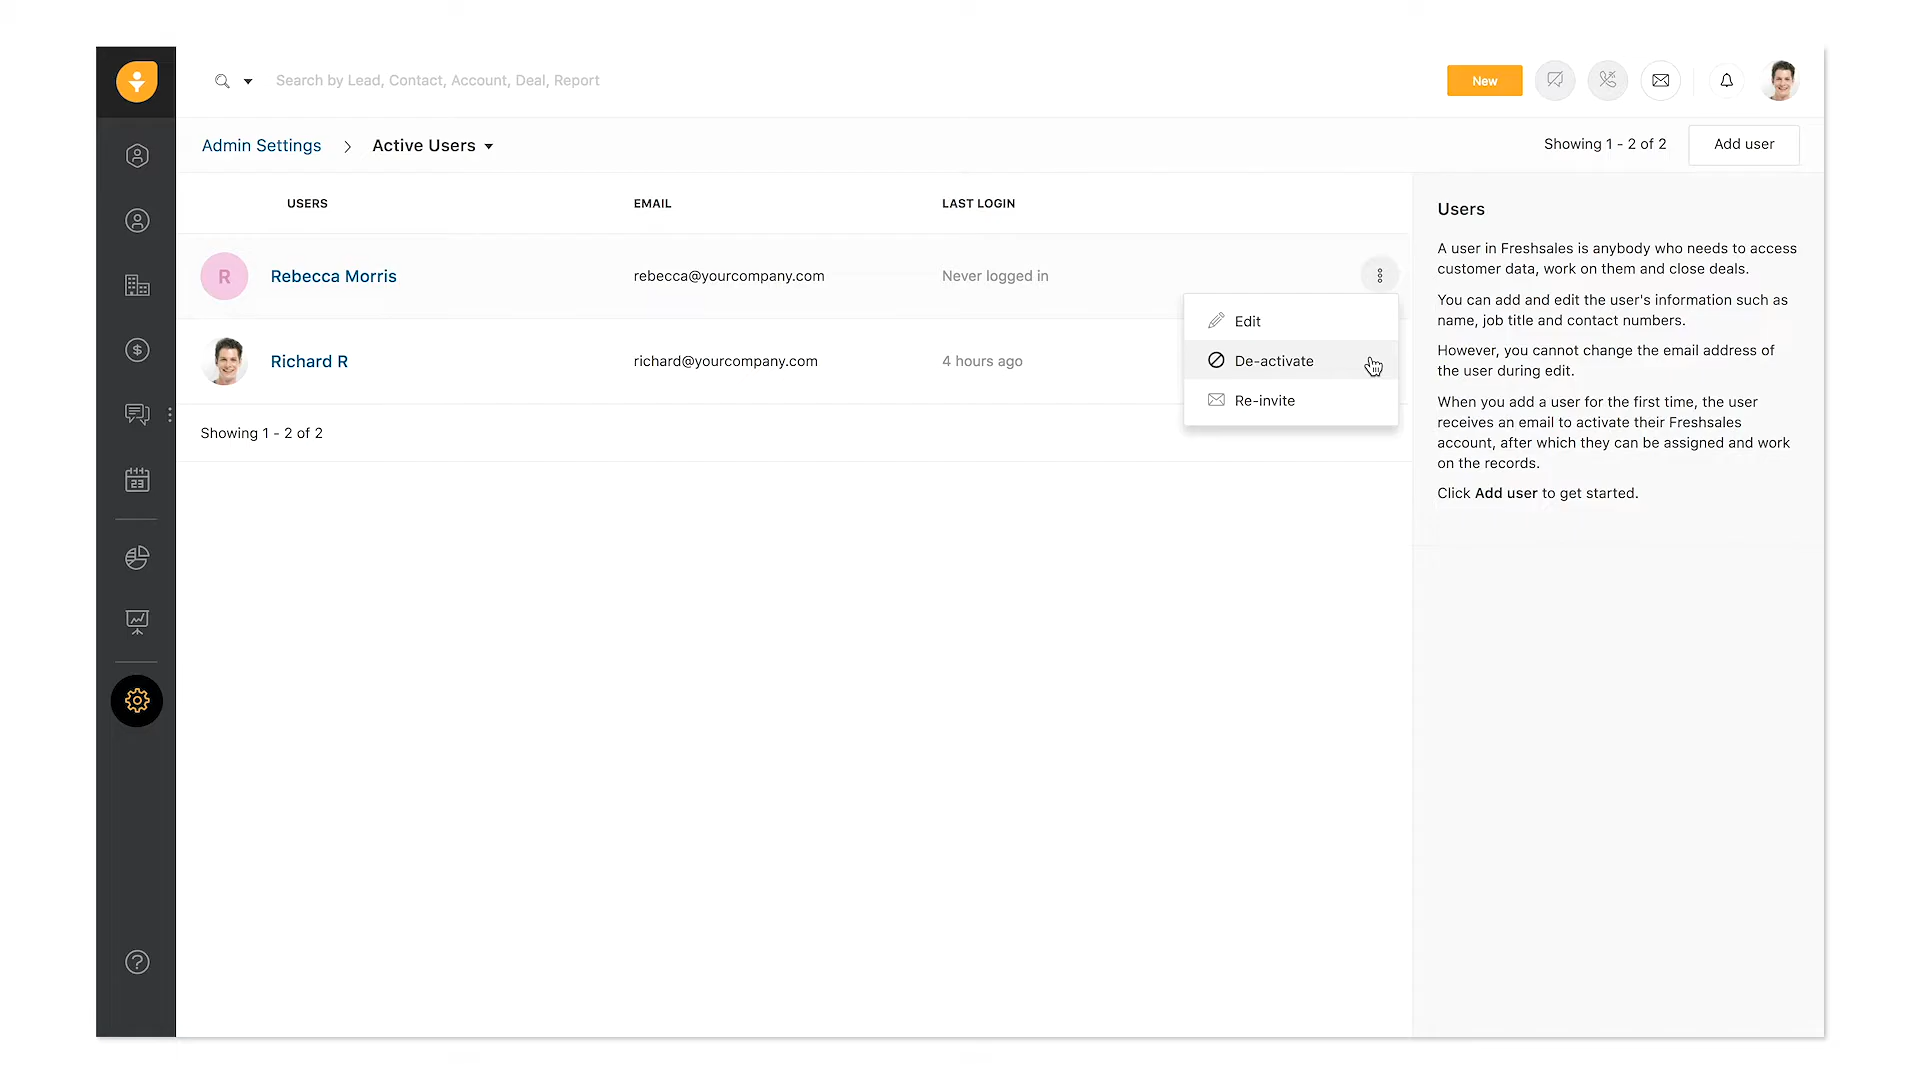 Search by Lead, Contact, Account, Deal, Report
New
Admin Settings > Active Users
Showing 1 - 2 of 2
Add user
USERS EMAIL LAST LOGIN
R Rebecca Morris rebecca@yourcompany.com Never logged in
Edit
Richard R richard@yourcompany.com 4 hours ago
De-activate
Re-invite
Showing 1 - 2 of 2
Users
A user in Freshsales is anybody who needs to access
customer data, work on them and close deals.
You can add and edit the user's information such as
name, job title and contact numbers.
However, you cannot change the email address of
the user during edit.
When you add a user for the first time, the user
receives an email to activate their Freshsales
account, after which they can be assigned and work
on the records.
Click Add user to get started.
23